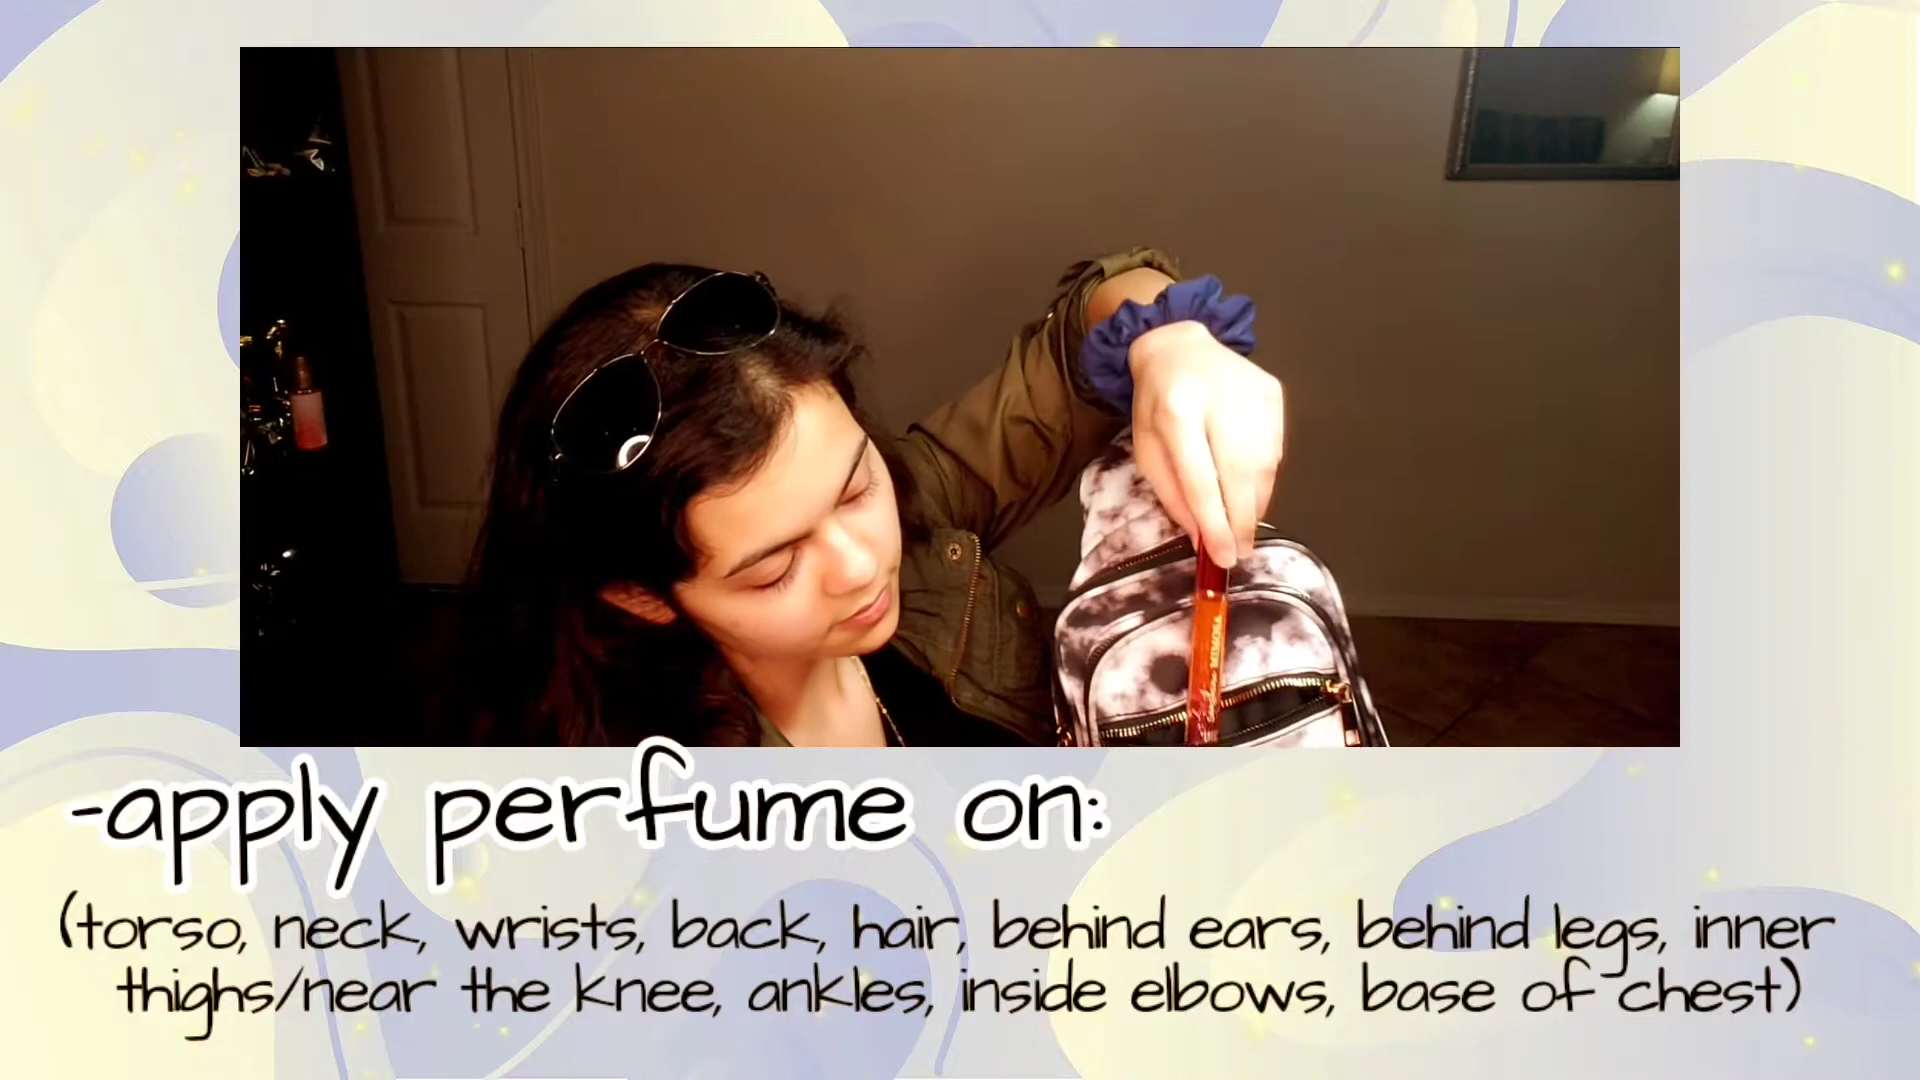 -apply perfume on:
(torso, neck, wrists, back, hair, behind ears, behind legs, inner
thighs/near the knee, ankles, inside elbows, base of chest)
MIMOSA